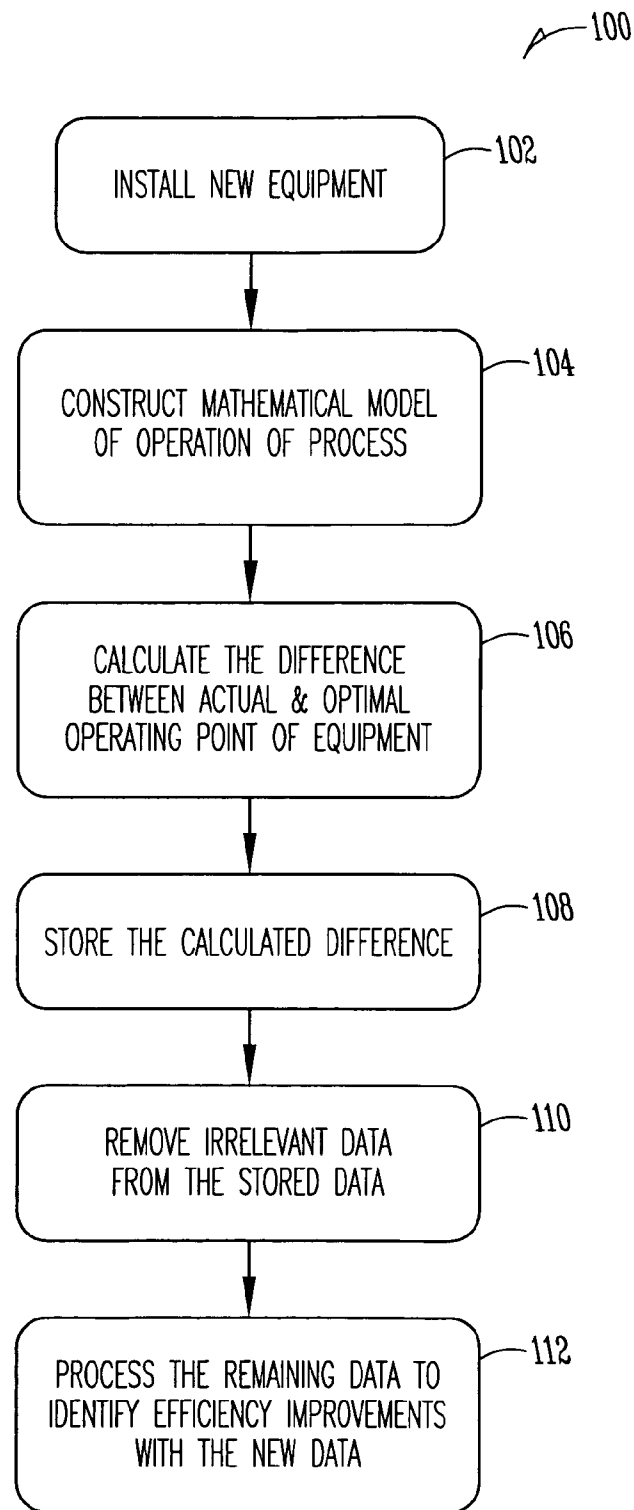 100
INSTALL NEW EQUIPMENT
102
CONSTRUCT MATHEMATICAL MODEL
OF OPERATION OF PROCESS
104
CALCULATE THE DIFFERENCE
BETWEEN ACTUAL & OPTIMAL
OPERATING POINT OF EQUIPMENT
106
STORE THE CALCULATED DIFFERENCE
108
REMOVE IRRELEVANT DATA
FROM THE STORED DATA
110
PROCESS THE REMAINING DATA TO
IDENTIFY EFFICIENCY IMPROVEMENTS
WITH THE NEW DATA
112